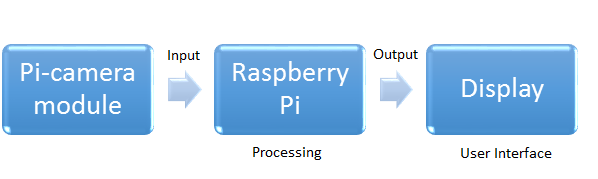 Pi-camera
module
Input
Raspberry
Pi
Processing
Output
Display
User Interface